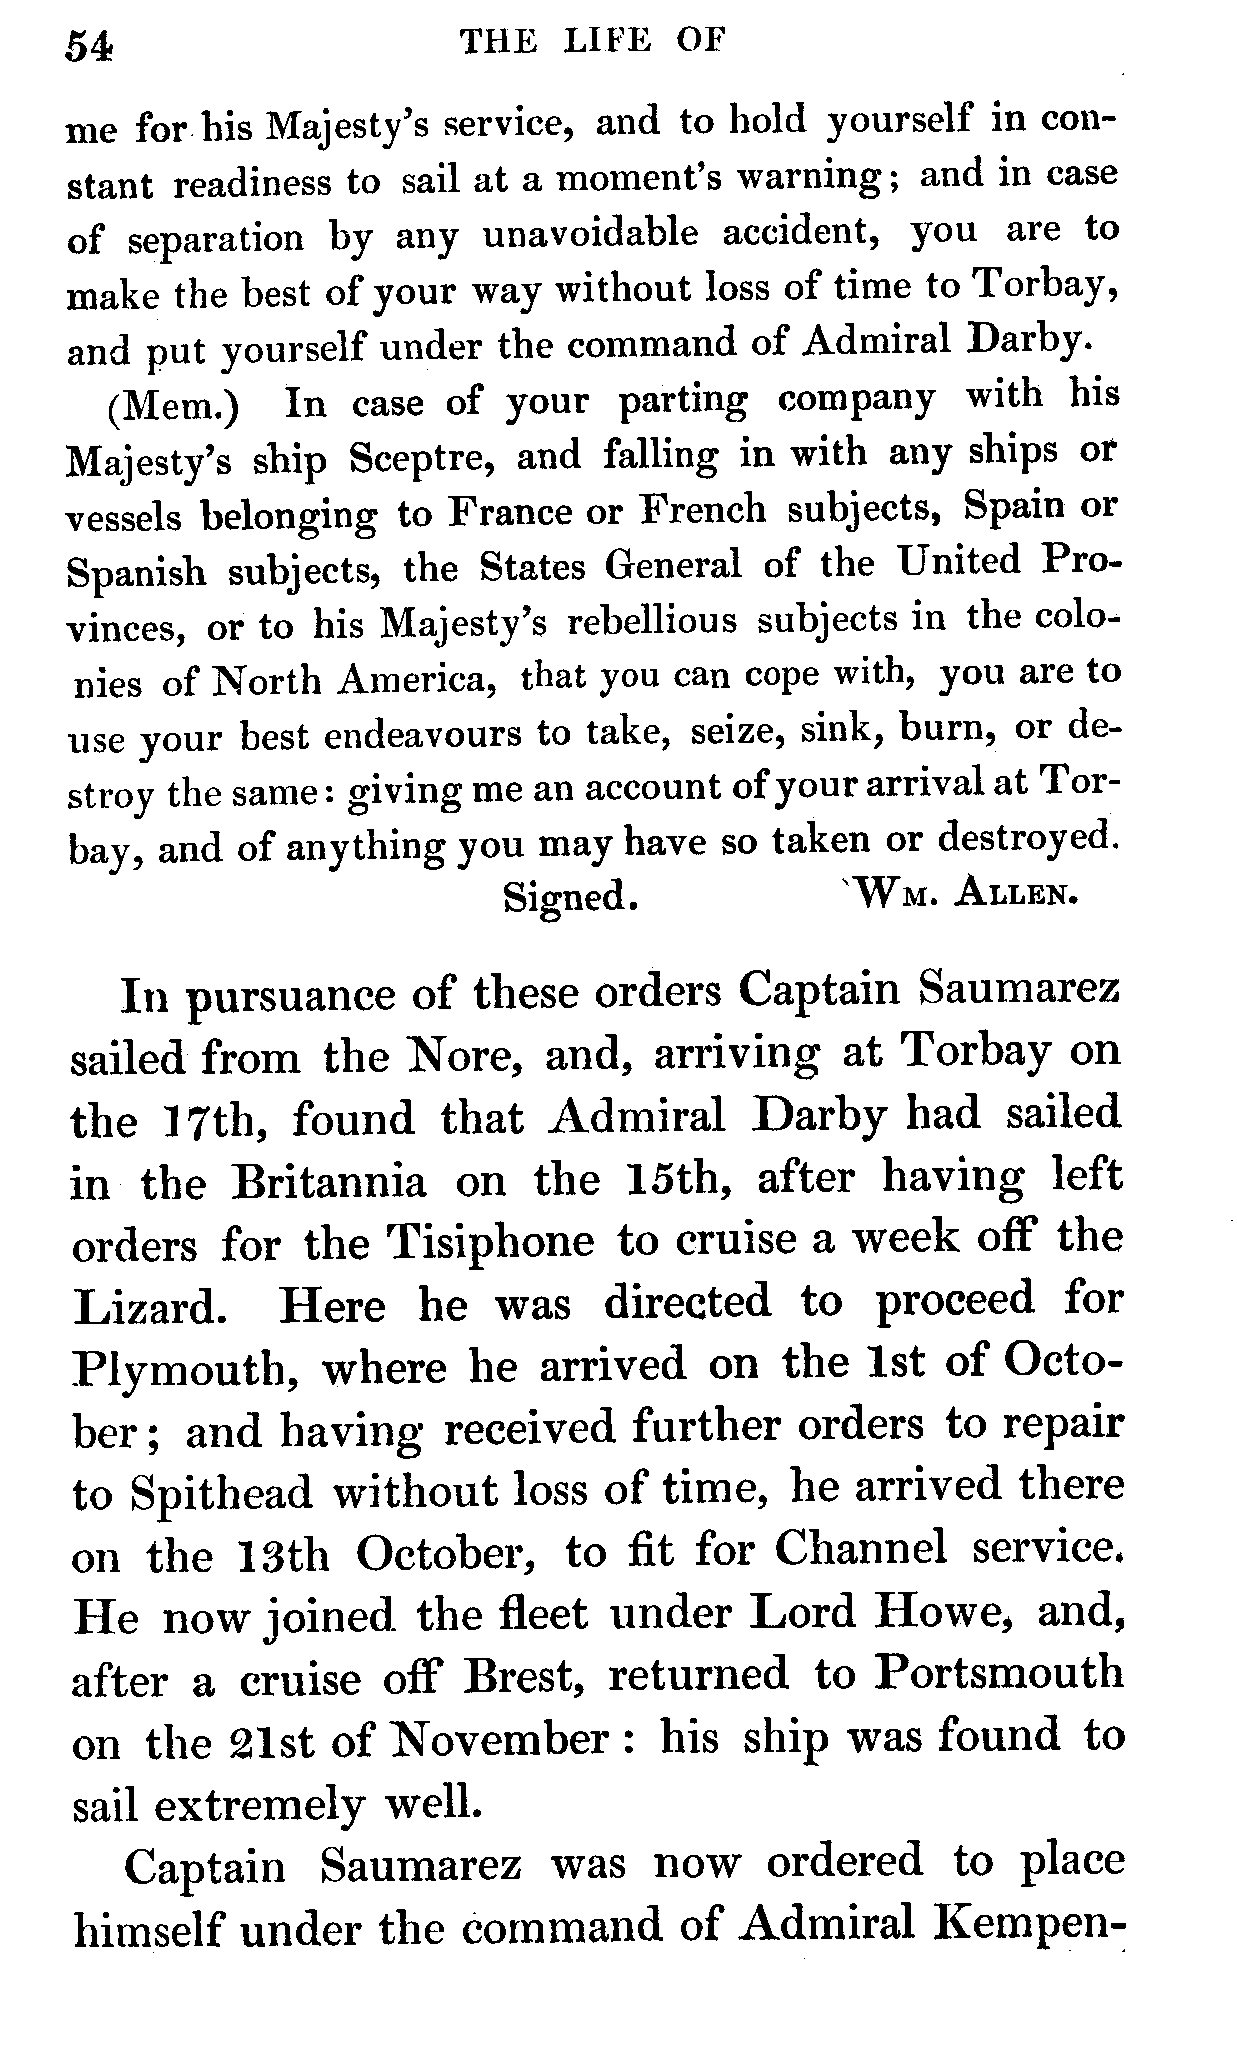 54 THE LIFE OF
me for his Majesty's service, and to hold yourself in con-
stant readiness to sail at a moment's warning; and in case
of separation by any unavoidable accident, you are to
make the best of your way without loss of time to Torbay,
and put yourself under the command of Admiral Darby.
(Mem.) In case of your parting company with his
Majesty's ship Sceptre, and falling in with any ships or
vessels belonging to France or French subjects, Spain or
Spanish subjects, the States General of the United Pro-
vinces, or to his Majesty's rebellious subjects in the colo-
nies of North America, that you can cope with, you are to
use your best endeavours to take, seize, sink, burn, or de-
stroy the same: giving me an account of your arrival at Tor-
bay, and of anything you may have so taken or destroyed.
Signed. WM. ALLEN.
In pursuance of these orders Captain Saumarez
sailed from the Nore, and, arriving at Torbay on
the 17th, found that Admiral Darby had sailed
in the Britannia on the 15th, after having left
orders for the Tisiphone to cruise a week off the
Lizard. Here he was directed to proceed for
Plymouth, where he arrived on the 1st of Octo-
ber; and having received further orders to repair
to Spithead without loss of time, he arrived there
on the 13th October, to fit for Channel service.
He now joined the fleet under Lord Howe, and,
after a cruise off Brest, returned to Portsmouth
on the 21st of November: his ship was found to
sail extremely well.
Captain Saumarez was now ordered to place
himself under the command of Admiral Kempen-